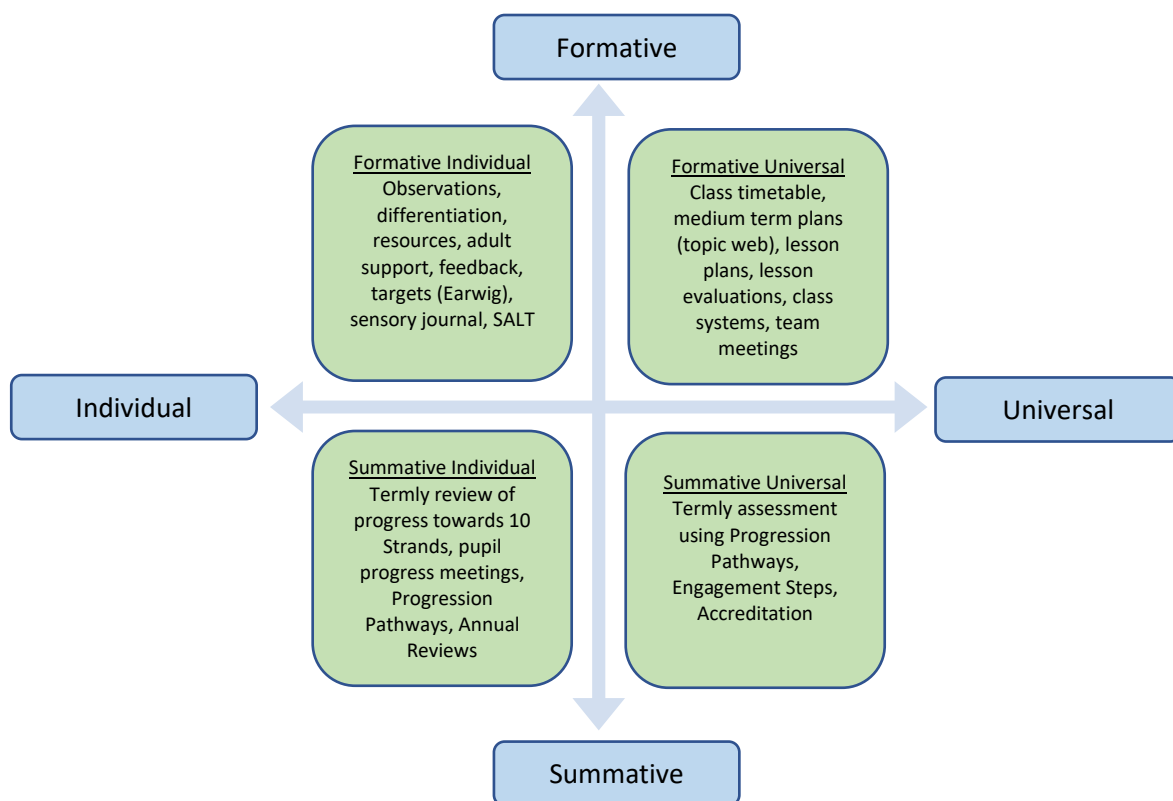 Formative
Formative Individual
Observations,
differentiation,
resources, adult
support, feedback,
targets (Earwig),
sensory journal, SALT
Formative Universal
Class timetable,
medium term plans
(topic web), lesson
plans, lesson
evaluations, class
systems, team
meetings
Individual
Universal
Summative Individual
Termly review of
progress towards 10
Strands, pupil
progress meetings,
Progression
Pathways, Annual
Reviews
Summative Universal
Termly assessment
using Progression
Pathways,
Engagement Steps,
Accreditation
Summative